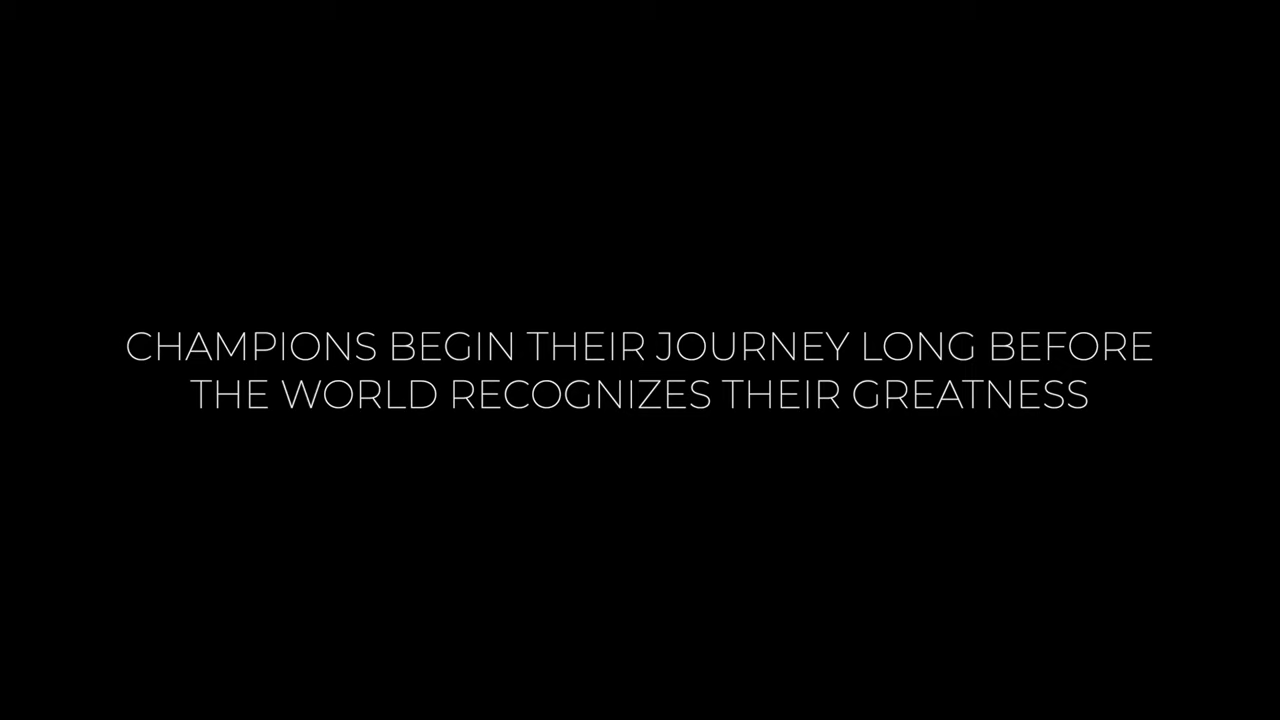 CHAMPIONS BEGIN THEIR JOURNEY LONG BEFORE
THE WORLD RECOGNIZES THEIR GREATNESS